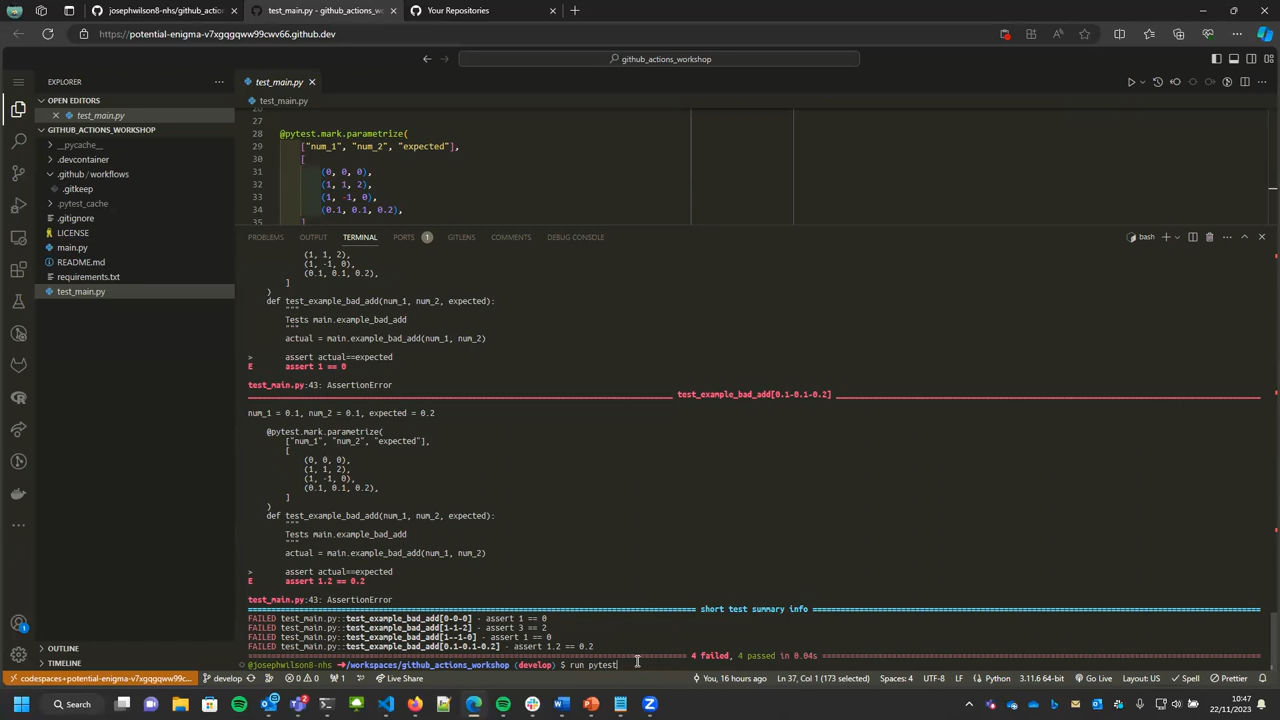 josephwilson8-nhs/github_action
test_main.py - github_actions_w
Your Repositories
https://potential-enigma-v7xgqgqww99cwv66.github.dev
github_actions_workshop
EXPLORER
OPEN EDITORS
test_main.py
GITHUB_ACTIONS_WORKSHOP
__pycache__
.devcontainer
.github/workflows
.gitkeep
.pytest_cache
.gitignore
LICENSE
main.py
README.md
requirements.txt
test_main.py
OUTLINE
TIMELINE
test_main.py
test_main.py
26
27
28 @pytest.mark.parametrize(
29 ["num_1", "num_2", "expected"],
30 [
31 (0, 0, 0),
32 (1, 1, 2),
33 (1, -1, 0),
34 (0.1, 0.1, 0.2),
35 ]
PROBLEMS OUTPUT TERMINAL PORTS 1 GITLENS COMMENTS DEBUG CONSOLE
bash
(1, 1, 2),
(1, -1, 0),
(0.1, 0.1, 0.2),
]
)
def test_example_bad_add(num_1, num_2, expected):
"""
Tests main.example_bad_add
"""
actual = main.example_bad_add(num_1, num_2)
> assert actual==expected
E assert 1 == 0
test_main.py:43: AssertionError
test_example_bad_add[0.1-0.1-0.2]
num_1 = 0.1, num_2 = 0.1, expected = 0.2
@pytest.mark.parametrize(
["num_1", "num_2", "expected"],
[
(0, 0, 0),
(1, 1, 2),
(1, -1, 0),
(0.1, 0.1, 0.2),
]
)
def test_example_bad_add(num_1, num_2, expected):
"""
Tests main.example_bad_add
"""
actual = main.example_bad_add(num_1, num_2)
> assert actual==expected
E assert 1.2 == 0.2
test_main.py:43: AssertionError
short test summary info
FAILED test_main.py::test_example_bad_add[0-0-0] - assert 1 == 0
FAILED test_main.py::test_example_bad_add[1-1-2] - assert 3 == 2
FAILED test_main.py::test_example_bad_add[1--1-0] - assert 1 == 0
FAILED test_main.py::test_example_bad_add[0.1-0.1-0.2] - assert 1.2 == 0.2
4 failed, 4 passed in 0.04s
@josephwilson8-nhs ➜/workspaces/github_actions_workshop (develop) $ run pytest
codespaces+potential-enigma-v7xgqgqww99c... develop 0 0 1 Live Share You, 16 hours ago Ln 37, Col 1 (173 selected) Spaces: 4 UTF-8 LF Python 3.11.6 64-bit Go Live Layout: US Spell Prettier
Search
10:47
22/11/2023